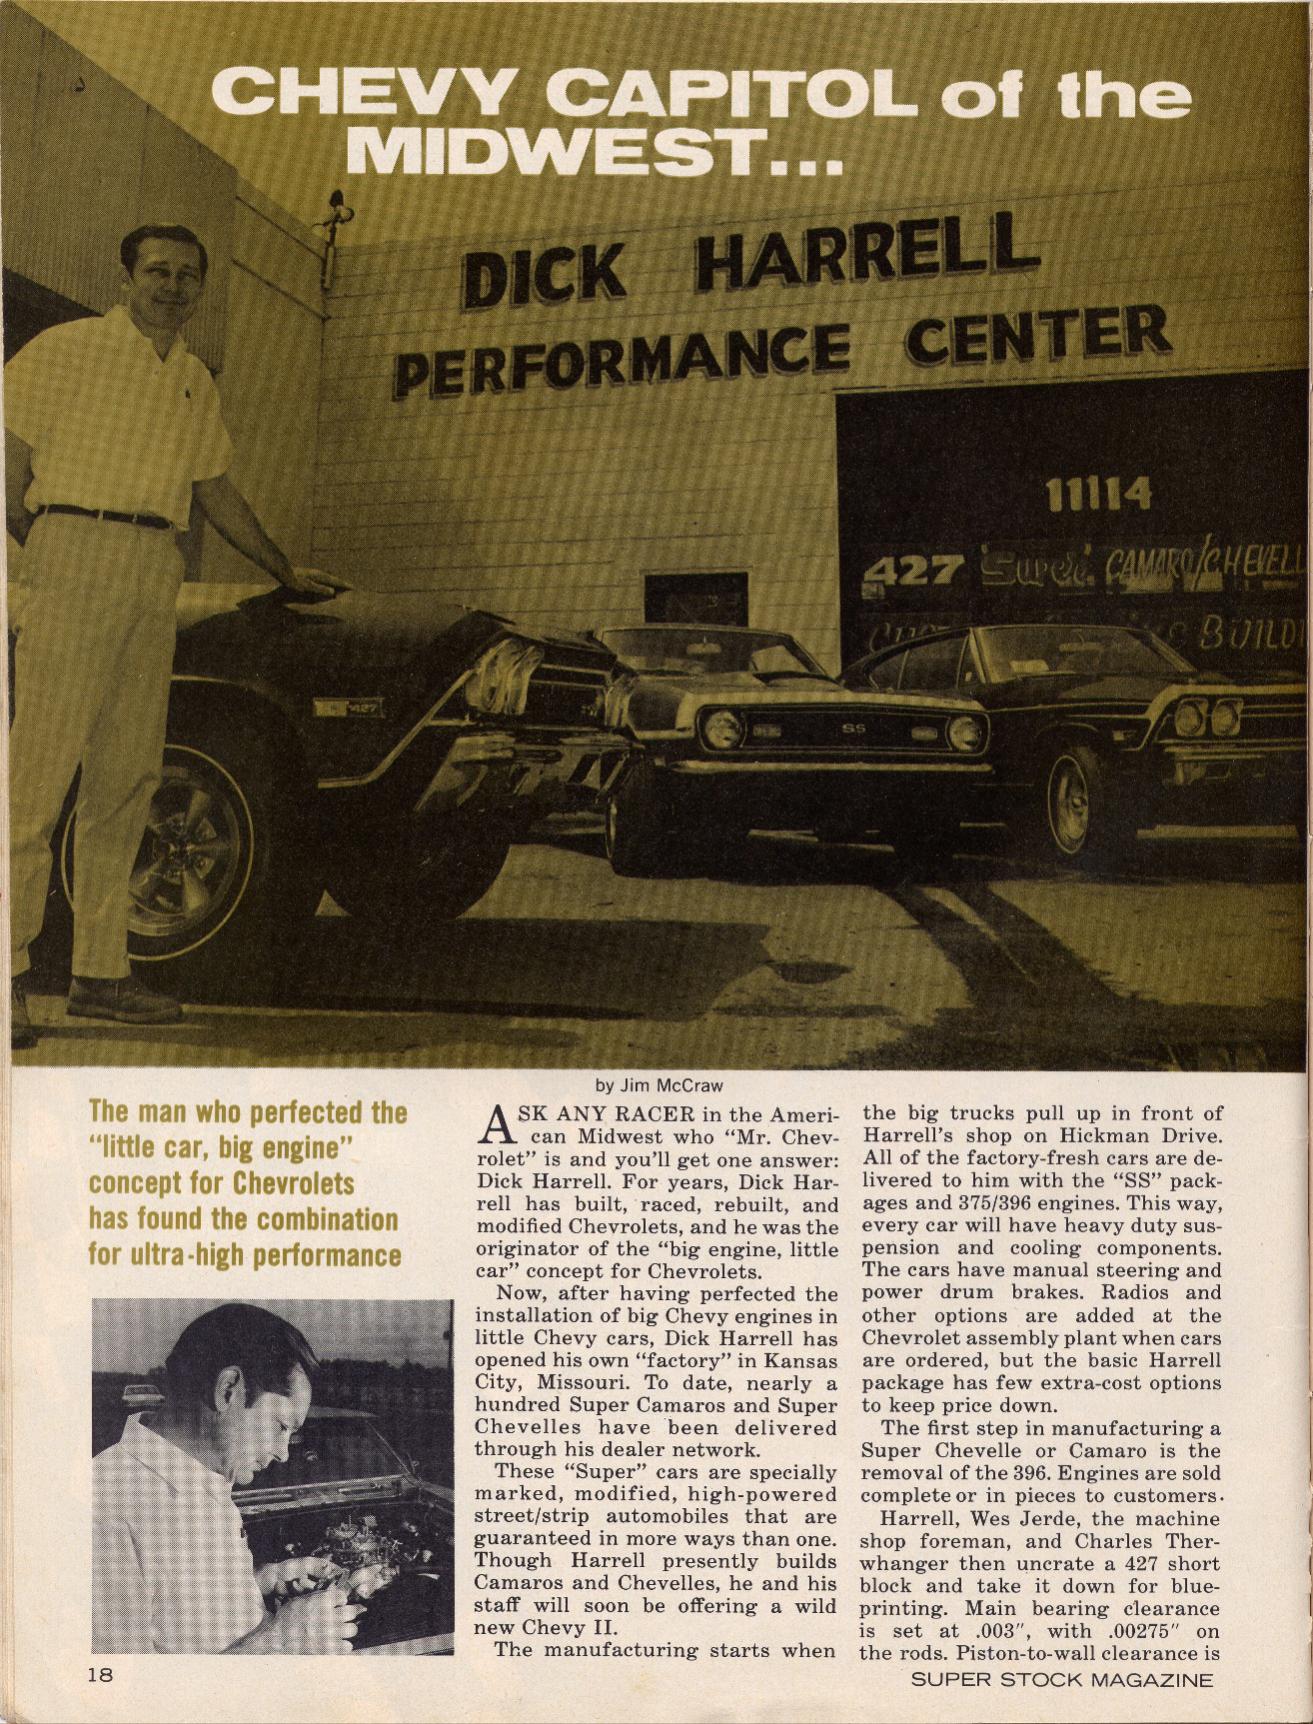 CHEVY CAPITOL of the
MIDWEST...
DICK HARRELL
PERFORMANCE CENTER
11114
427 "Super" CAMARO/CHEVELL
BUILDI
427
SS
by Jim McCraw
The man who perfected the
“little car, big engine”
concept for Chevrolets
has found the combination
for ultra-high performance
ASK ANY RACER in the Ameri-
can Midwest who “Mr. Chev-
rolet” is and you’ll get one answer:
Dick Harrell. For years, Dick Har-
rell has built, raced, rebuilt, and
modified Chevrolets, and he was the
originator of the “big engine, little
car” concept for Chevrolets.
Now, after having perfected the
installation of big Chevy engines in
little Chevy cars, Dick Harrell has
opened his own “factory” in Kansas
City, Missouri. To date, nearly a
hundred Super Camaros and Super
Chevelles have been delivered
through his dealer network.
These “Super” cars are specially
marked, modified, high-powered
street/strip automobiles that are
guaranteed in more ways than one.
Though Harrell presently builds
Camaros and Chevelles, he and his
staff will soon be offering a wild
new Chevy II.
The manufacturing starts when
the big trucks pull up in front of
Harrell’s shop on Hickman Drive.
All of the factory-fresh cars are de-
livered to him with the “SS” pack-
ages and 375/396 engines. This way,
every car will have heavy duty sus-
pension and cooling components.
The cars have manual steering and
power drum brakes. Radios and
other options are added at the
Chevrolet assembly plant when cars
are ordered, but the basic Harrell
package has few extra-cost options
to keep price down.
The first step in manufacturing a
Super Chevelle or Camaro is the
removal of the 396. Engines are sold
complete or in pieces to customers.
Harrell, Wes Jerde, the machine
shop foreman, and Charles Ther-
whanger then uncrate a 427 short
block and take it down for blue-
printing. Main bearing clearance
is set at .003″, with .00275″ on
the rods. Piston-to-wall clearance is
18
SUPER STOCK MAGAZINE